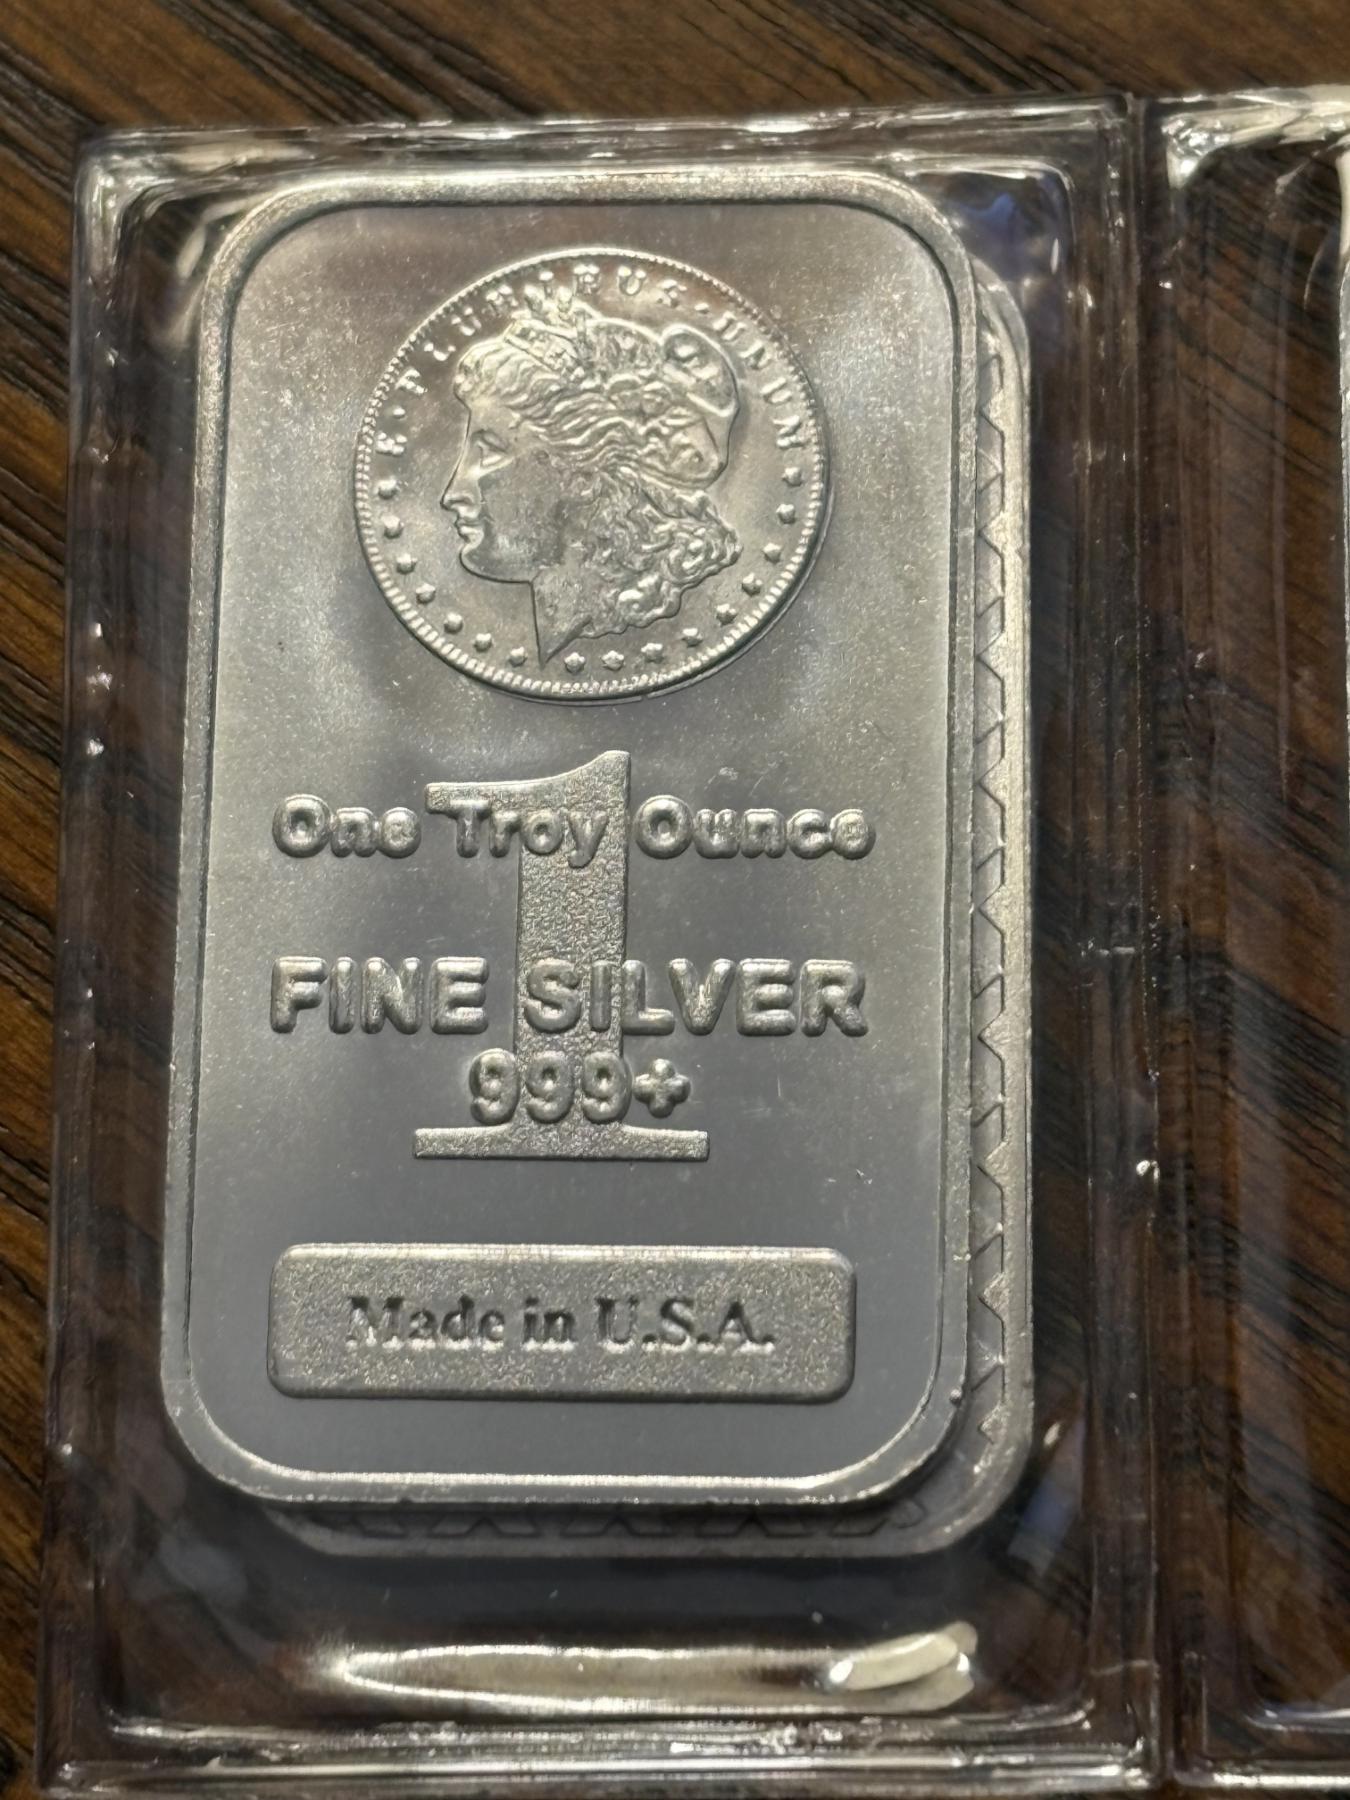 E·PLURIBUS·UNUM
One Troy Ounce
1
FINE SILVER
999+
Made in U.S.A.